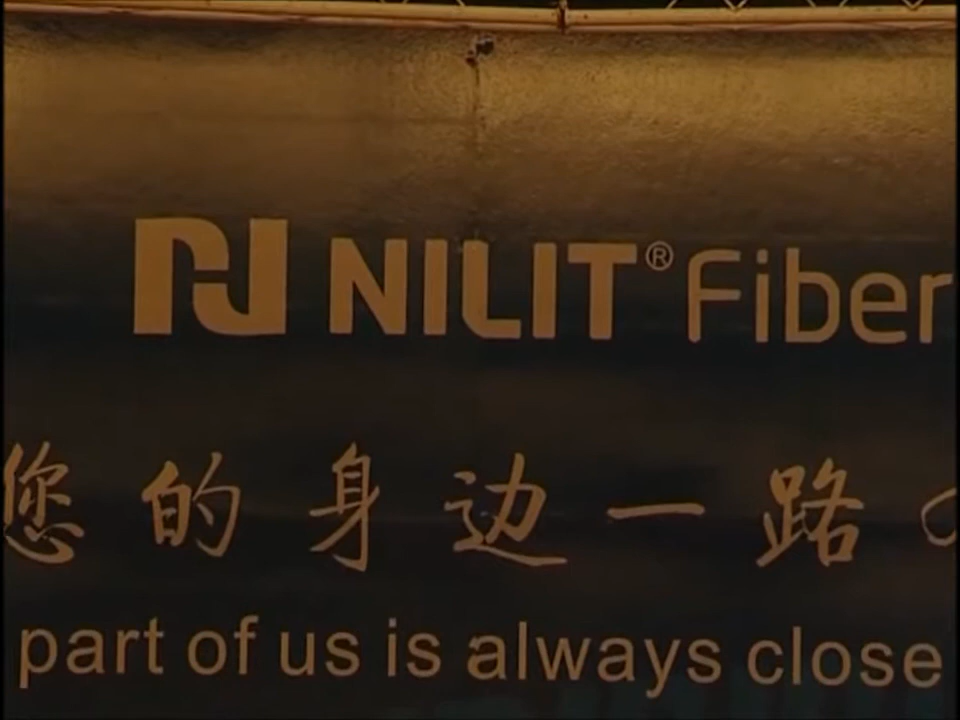 NILIT® Fiber
您的身边一路
part of us is always close